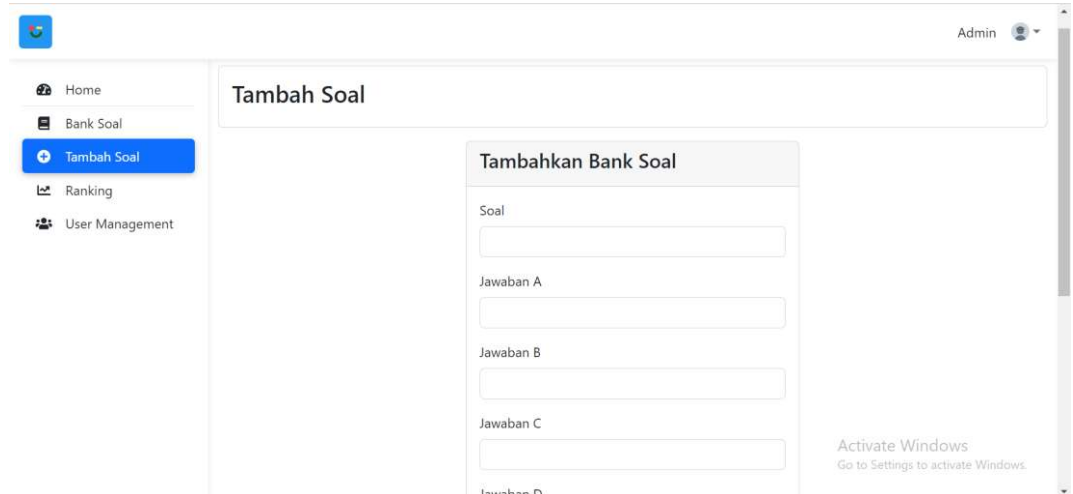 Admin
Home
Bank Soal
Tambah Soal
Ranking
User Management
Tambah Soal
Tambahkan Bank Soal
Soal
Jawaban A
Jawaban B
Jawaban C
Jawaban D
Activate Windows
Go to Settings to activate Windows.